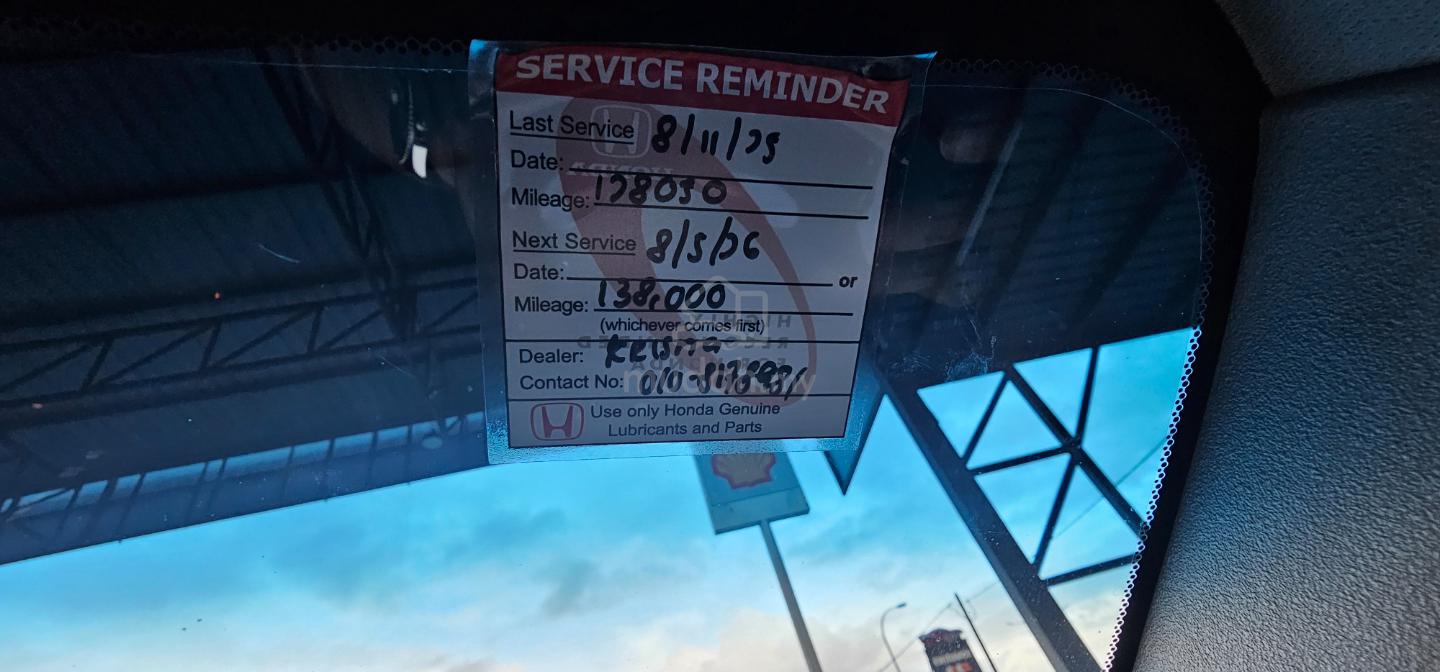 SERVICE REMINDER
Last Service 8/11/25
Date:
Mileage: 128030
Next Service 8/5/26
Date: or
Mileage: 138,000
(whichever comes first)
Dealer:
Contact No:
Use only Honda Genuine
Lubricants and Parts